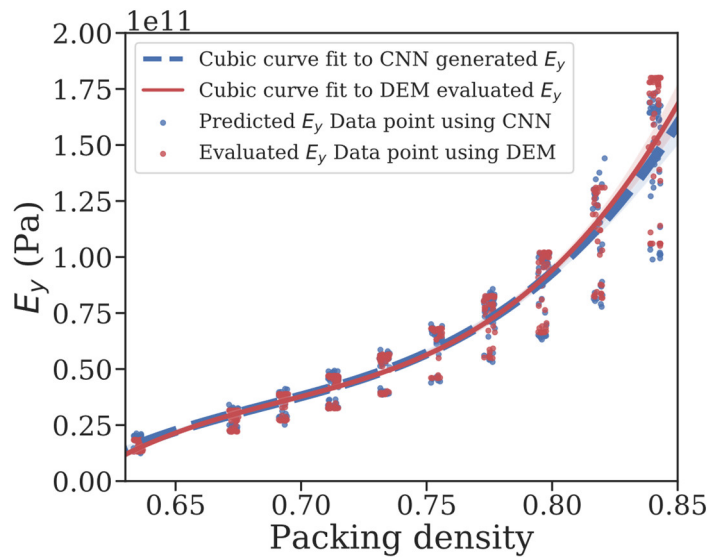 1e11
2.00
1.75
1.50
1.25
1.00
0.75
0.50
0.25
0.00
E_y (Pa)
Cubic curve fit to CNN generated E_y
Cubic curve fit to DEM evaluated E_y
Predicted E_y Data point using CNN
Evaluated E_y Data point using DEM
0.65 0.70 0.75 0.80 0.85
Packing density